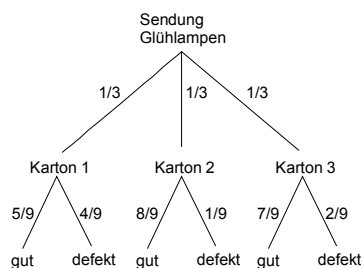 Sendung
Glühlampen
1/3 1/3 1/3
Karton 1 Karton 2 Karton 3
5/9 4/9 8/9 1/9 7/9 2/9
gut defekt gut defekt gut defekt